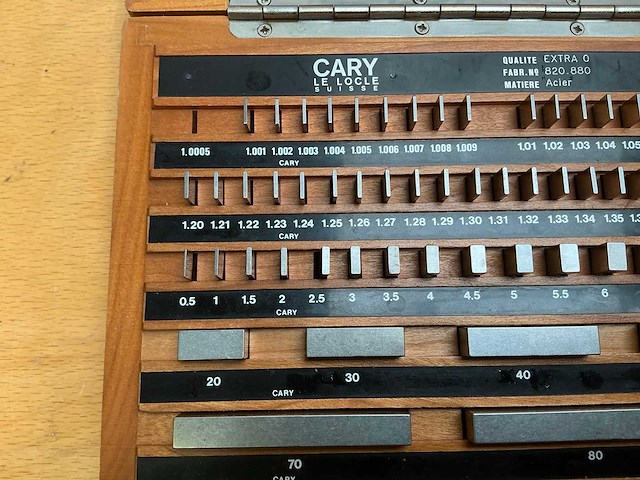 CARY
LE LOCLE
SUISSE
QUALITE EXTRA 0
FABR.Nº 820.880
MATIERE Acier
1.0005 1.001 1.002 1.003 1.004 1.005 1.006 1.007 1.008 1.009 1.01 1.02 1.03 1.04 1.05
CARY
1.20 1.21 1.22 1.23 1.24 1.25 1.26 1.27 1.28 1.29 1.30 1.31 1.32 1.33 1.34 1.35
CARY
0.5 1 1.5 2 2.5 3 3.5 4 4.5 5 5.5 6
CARY
20 30 40
CARY
70 80
CARY